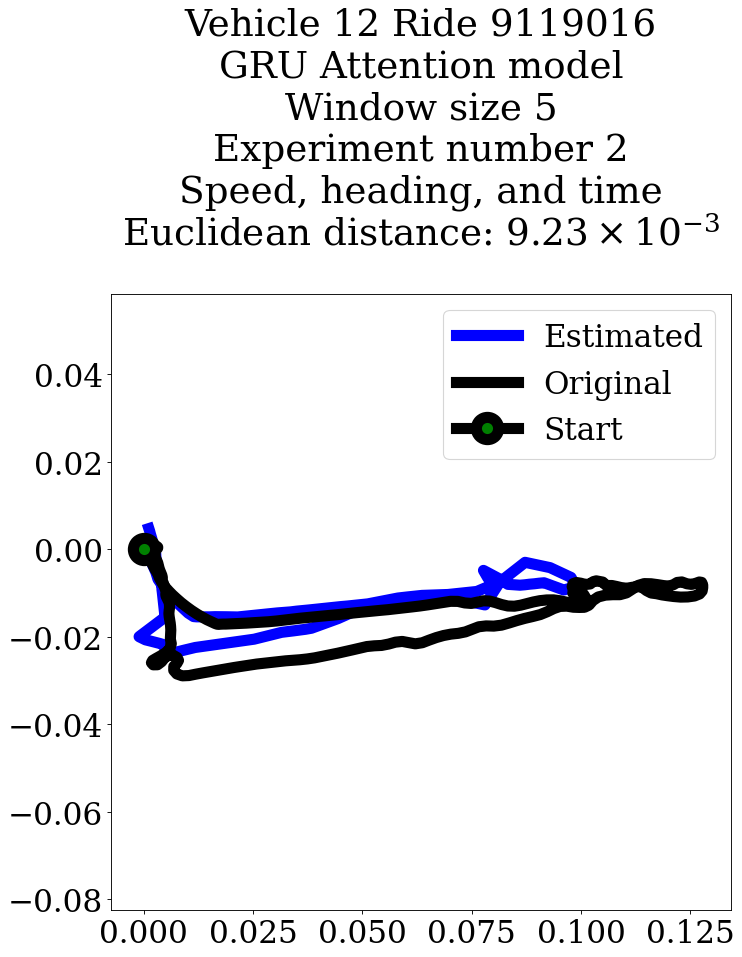 Vehicle 12 Ride 9119016
GRU Attention model
Window size 5
Experiment number 2
Speed, heading, and time
Euclidean distance: 9.23 × 10⁻³
Estimated
Original
Start
0.04
0.02
0.00
−0.02
−0.04
−0.06
−0.08
0.000 0.025 0.050 0.075 0.100 0.125